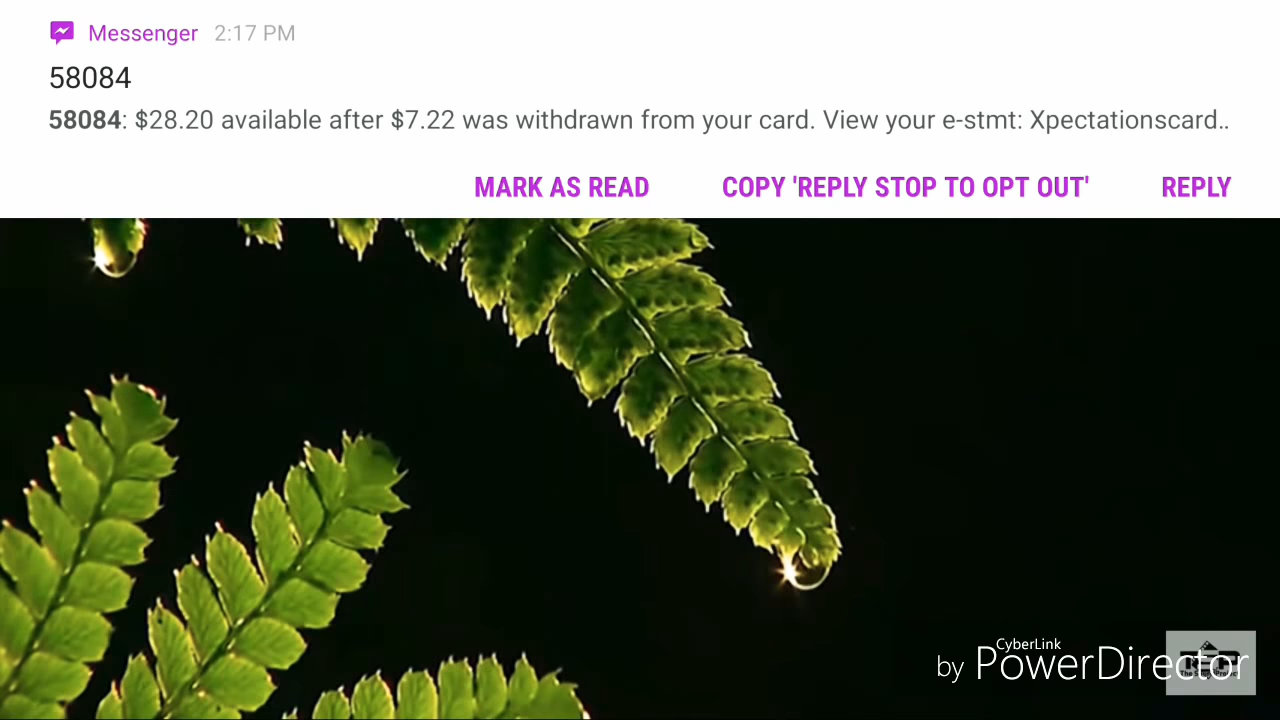 Messenger 2:17 PM
58084
58084: $28.20 available after $7.22 was withdrawn from your card. View your e-stmt: Xpectationscard..
MARK AS READ COPY 'REPLY STOP TO OPT OUT' REPLY
CyberLink
by PowerDirector